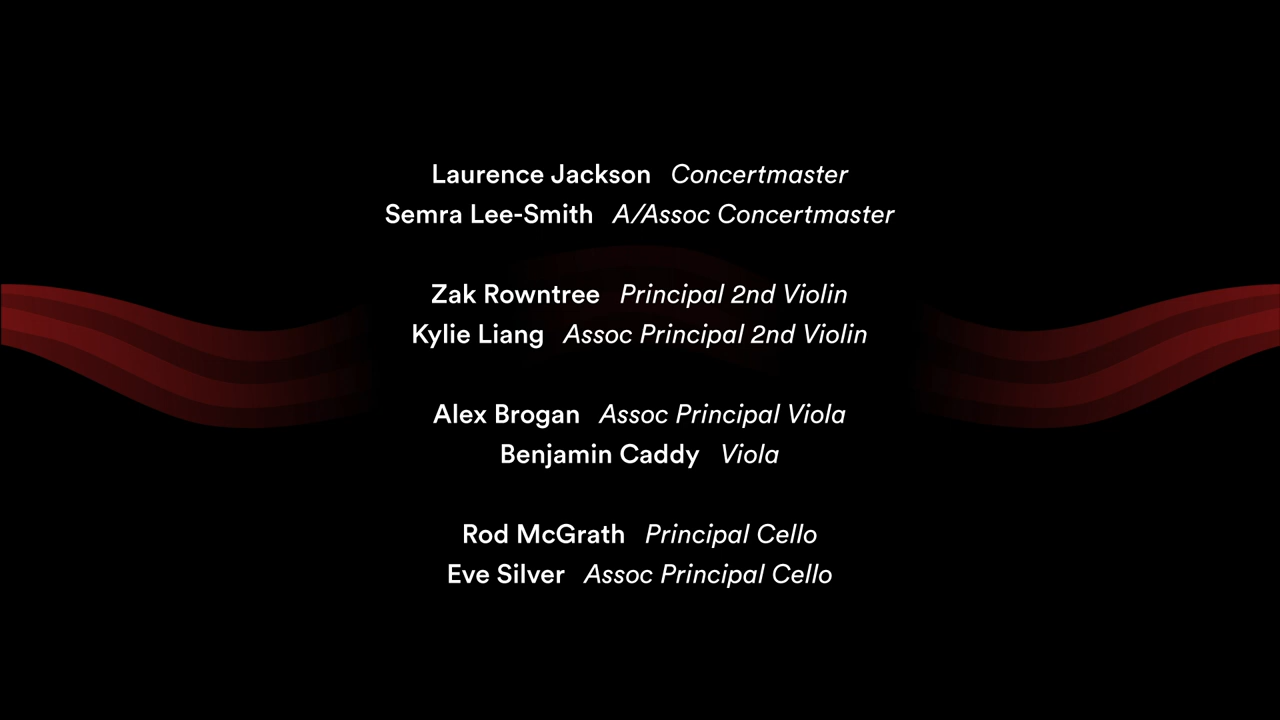 Laurence Jackson Concertmaster
Semra Lee-Smith A/Assoc Concertmaster
Zak Rowntree Principal 2nd Violin
Kylie Liang Assoc Principal 2nd Violin
Alex Brogan Assoc Principal Viola
Benjamin Caddy Viola
Rod McGrath Principal Cello
Eve Silver Assoc Principal Cello